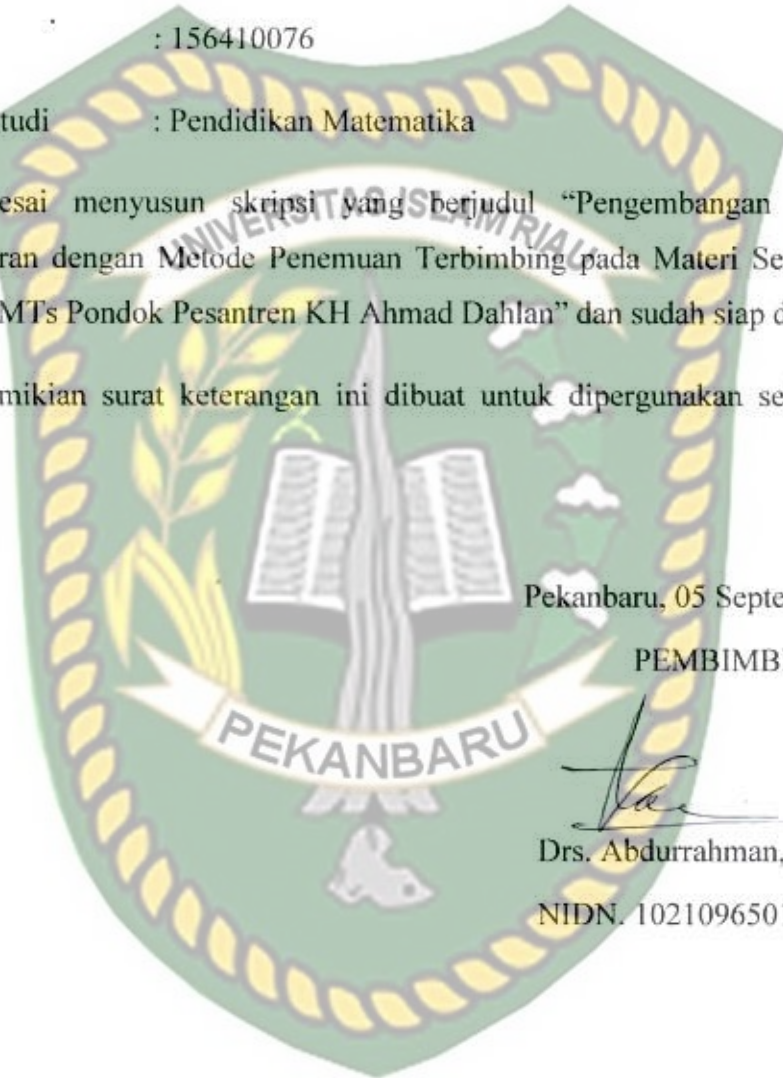 : 156410076
tudi : Pendidikan Matematika
esai menyusun skripsi yang berjudul “Pengembangan
ran dengan Metode Penemuan Terbimbing pada Materi Se
MTs Pondok Pesantren KH Ahmad Dahlan” dan sudah siap d
mikian surat keterangan ini dibuat untuk dipergunakan se
UNIVERSITAS ISLAM RIAU
Pekanbaru, 05 Septe
PEMBIMB
PEKANBARU
Drs. Abdurrahman,
NIDN. 102109650